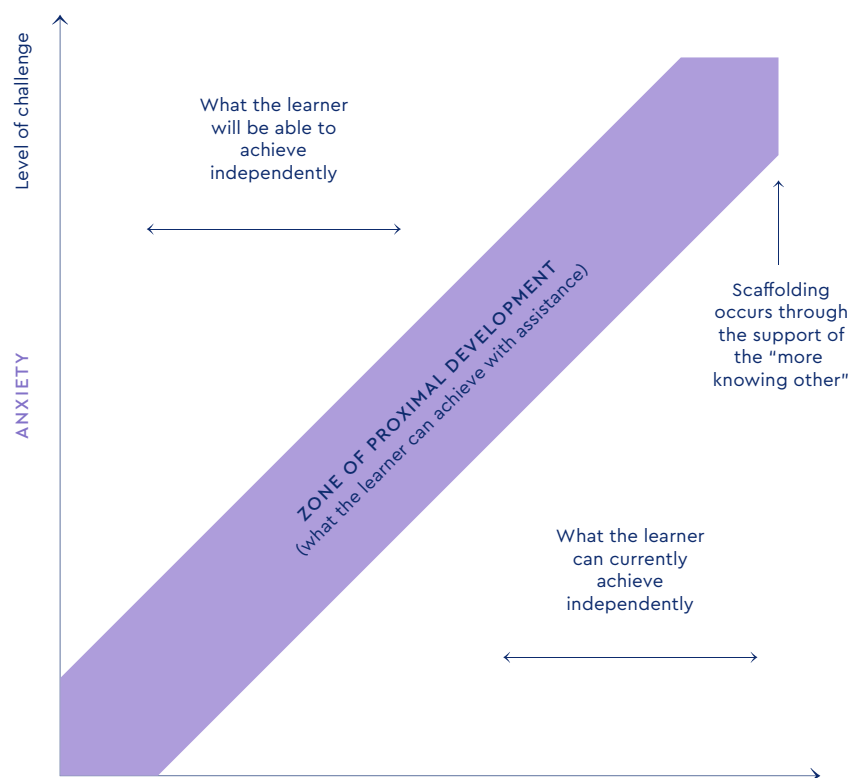 Level of challenge
What the learner
will be able to
achieve
independently
ANXIETY
ZONE OF PROXIMAL DEVELOPMENT
(what the learner can achieve with assistance)
Scaffolding
occurs through
the support of
the “more
knowing other”
What the learner
can currently
achieve
independently